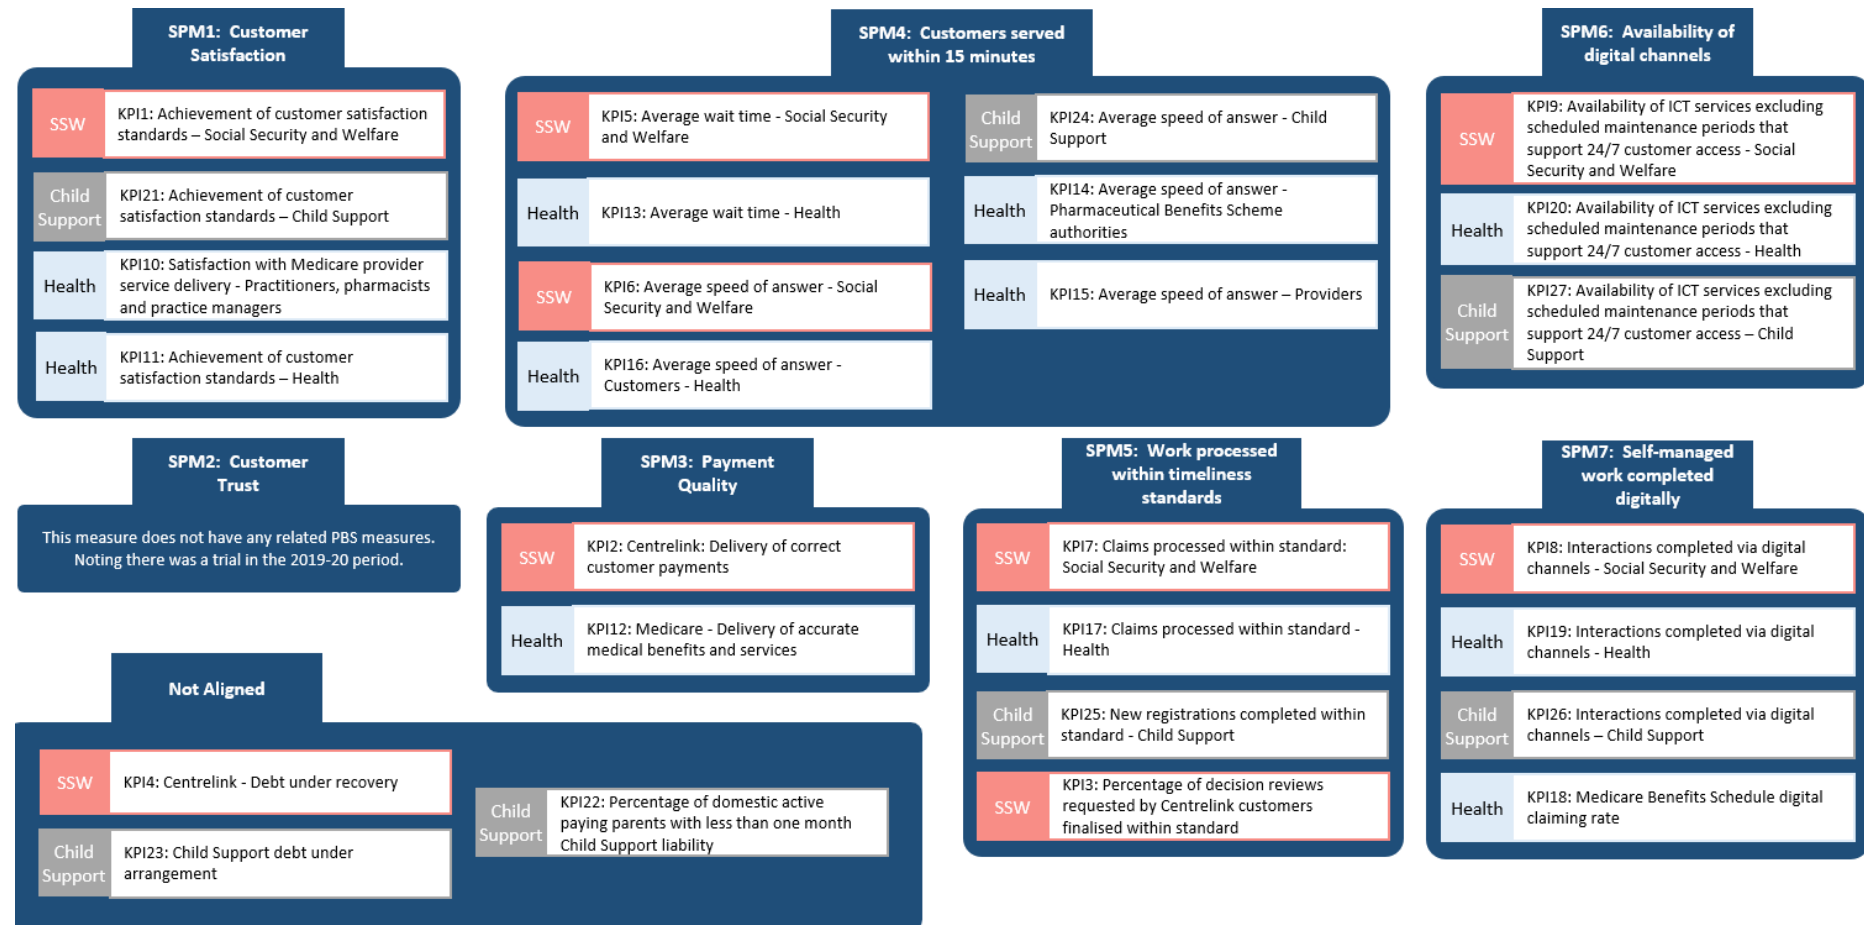 SPM1: Customer
Satisfaction
SSW
KPI1: Achievement of customer satisfaction
standards – Social Security and Welfare
Child
Support
KPI21: Achievement of customer
satisfaction standards – Child Support
Health
KPI10: Satisfaction with Medicare provider
service delivery - Practitioners, pharmacists
and practice managers
Health
KPI11: Achievement of customer
satisfaction standards – Health
SPM4: Customers served
within 15 minutes
SSW
KPI5: Average wait time - Social Security
and Welfare
Health
KPI13: Average wait time - Health
SSW
KPI6: Average speed of answer - Social
Security and Welfare
Health
KPI16: Average speed of answer -
Customers - Health
Child
Support
KPI24: Average speed of answer - Child
Support
Health
KPI14: Average speed of answer -
Pharmaceutical Benefits Scheme
authorities
Health
KPI15: Average speed of answer – Providers
SPM6: Availability of
digital channels
SSW
KPI9: Availability of ICT services excluding
scheduled maintenance periods that
support 24/7 customer access - Social
Security and Welfare
Health
KPI20: Availability of ICT services excluding
scheduled maintenance periods that
support 24/7 customer access - Health
Child
Support
KPI27: Availability of ICT services excluding
scheduled maintenance periods that
support 24/7 customer access – Child
Support
SPM2: Customer
Trust
This measure does not have any related PBS measures.
Noting there was a trial in the 2019-20 period.
SPM3: Payment
Quality
SSW
KPI2: Centrelink: Delivery of correct
customer payments
Health
KPI12: Medicare - Delivery of accurate
medical benefits and services
SPM5: Work processed
within timeliness
standards
SSW
KPI7: Claims processed within standard:
Social Security and Welfare
Health
KPI17: Claims processed within standard -
Health
Child
Support
KPI25: New registrations completed within
standard - Child Support
SSW
KPI3: Percentage of decision reviews
requested by Centrelink customers
finalised within standard
SPM7: Self-managed
work completed
digitally
SSW
KPI8: Interactions completed via digital
channels - Social Security and Welfare
Health
KPI19: Interactions completed via digital
channels - Health
Child
Support
KPI26: Interactions completed via digital
channels – Child Support
Health
KPI18: Medicare Benefits Schedule digital
claiming rate
Not Aligned
SSW
KPI4: Centrelink - Debt under recovery
Child
Support
KPI23: Child Support debt under
arrangement
Child
Support
KPI22: Percentage of domestic active
paying parents with less than one month
Child Support liability